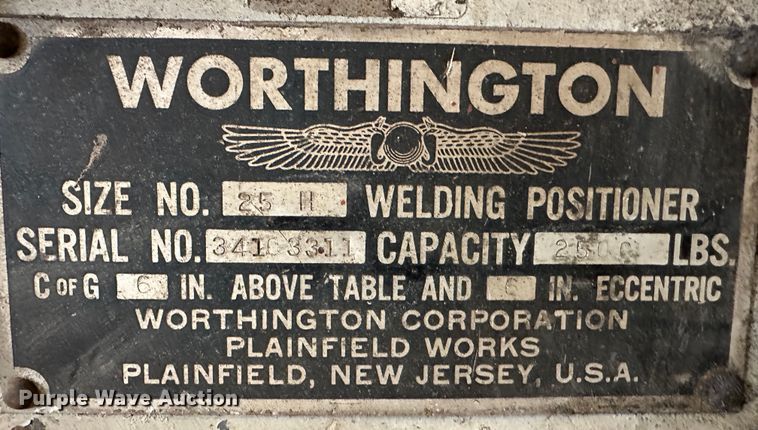 WORTHINGTON
SIZE NO. 25 H WELDING POSITIONER
SERIAL NO. CAPACITY 2500 LBS.
C OF G 6 IN. ABOVE TABLE AND 6 IN. ECCENTRIC
WORTHINGTON CORPORATION
PLAINFIELD WORKS
PLAINFIELD, NEW JERSEY, U.S.A.
Purple Wave Auction